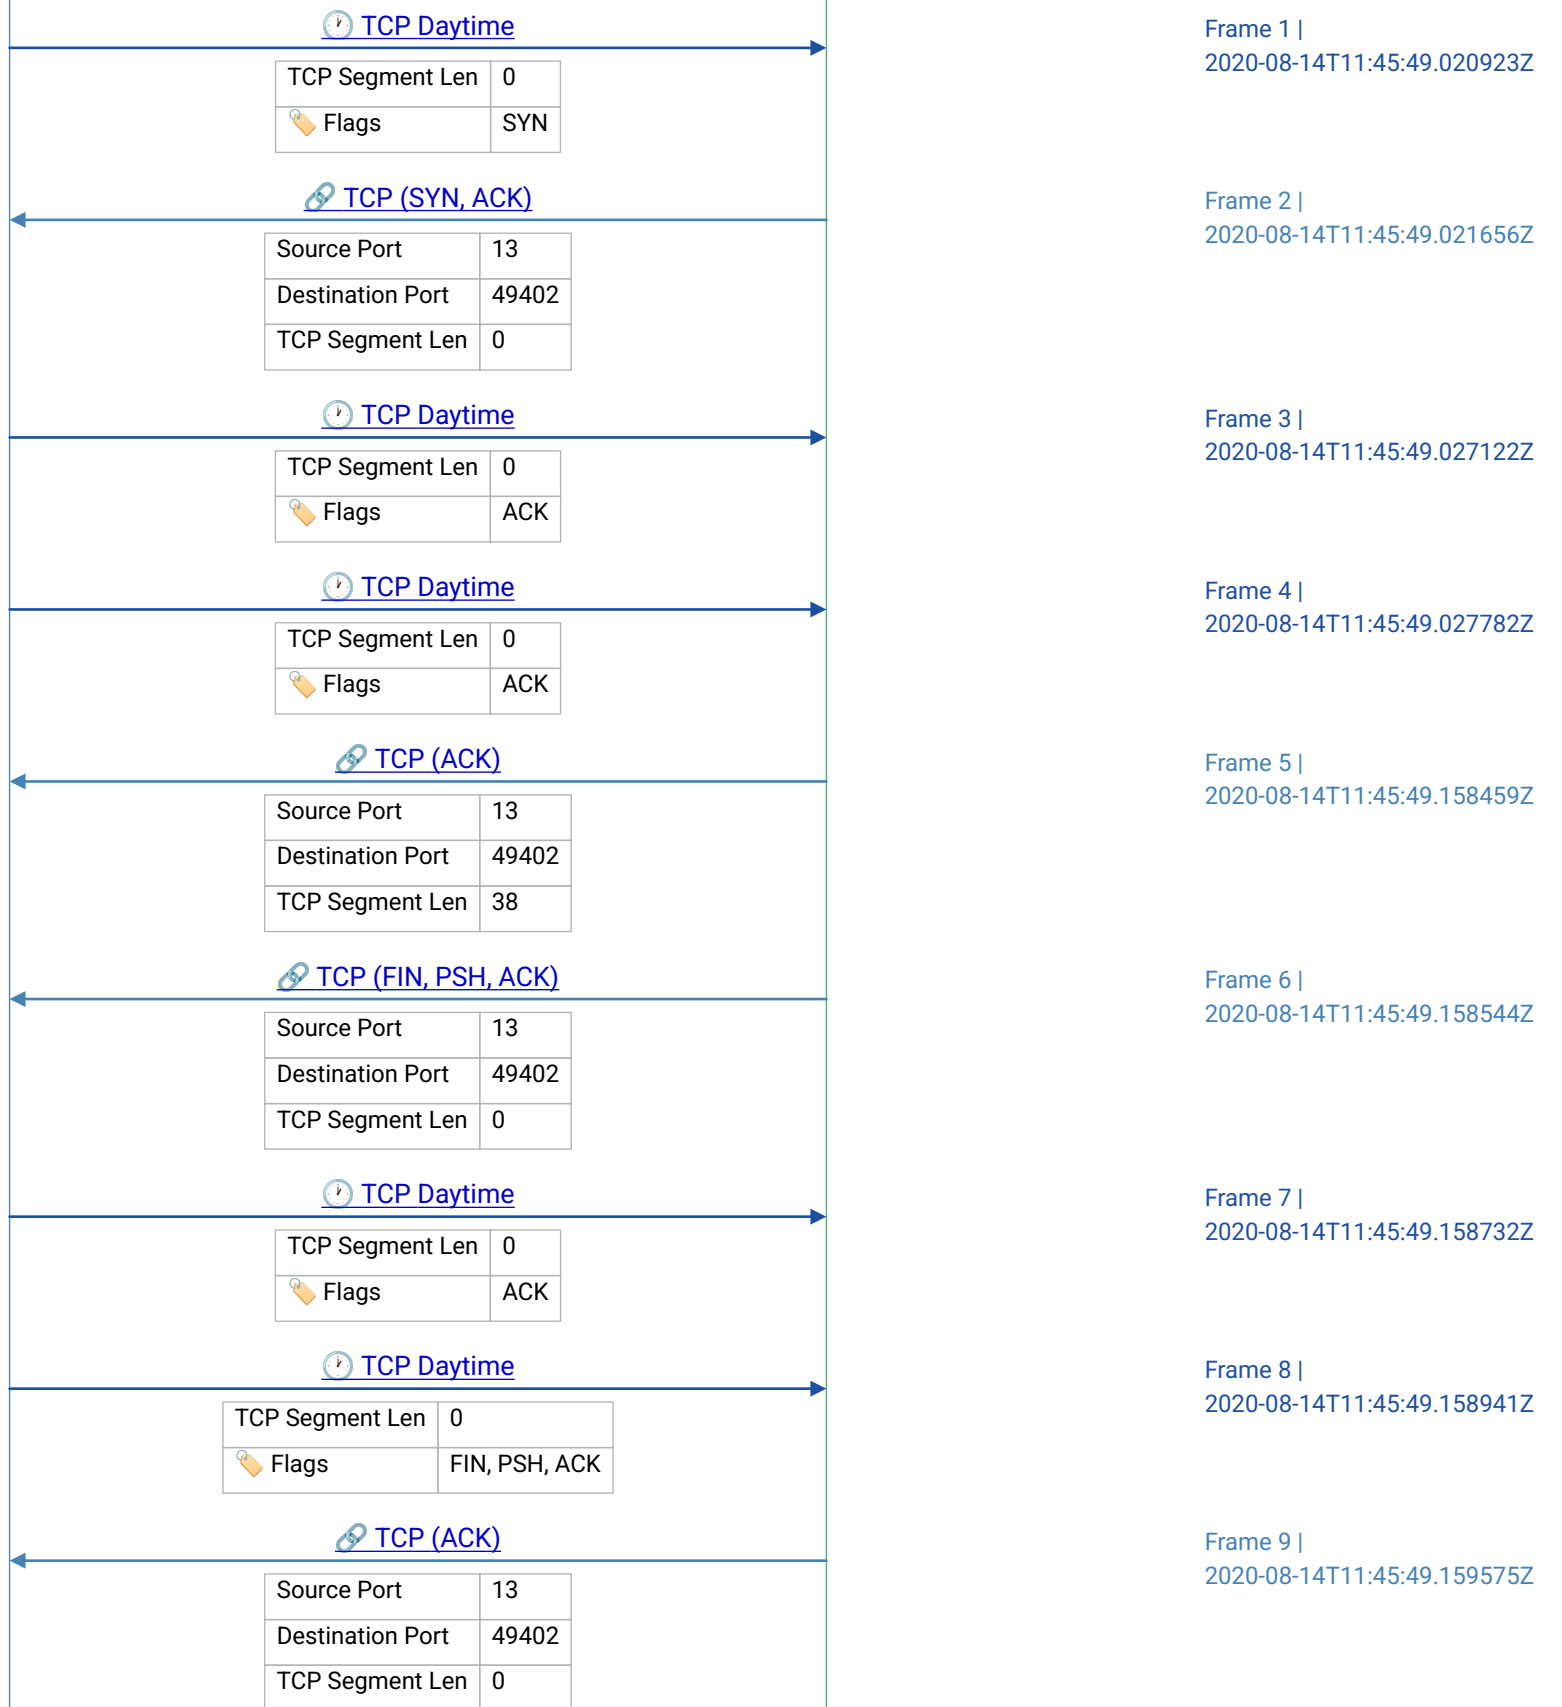 🕐 TCP Daytime
Frame 1 |
2020-08-14T11:45:49.020923Z
TCP Segment Len 0
🏷️ Flags SYN
🔗 TCP (SYN, ACK)
Frame 2 |
2020-08-14T11:45:49.021656Z
Source Port 13
Destination Port 49402
TCP Segment Len 0
🕐 TCP Daytime
Frame 3 |
2020-08-14T11:45:49.027122Z
TCP Segment Len 0
🏷️ Flags ACK
🕐 TCP Daytime
Frame 4 |
2020-08-14T11:45:49.027782Z
TCP Segment Len 0
🏷️ Flags ACK
🔗 TCP (ACK)
Frame 5 |
2020-08-14T11:45:49.158459Z
Source Port 13
Destination Port 49402
TCP Segment Len 38
🔗 TCP (FIN, PSH, ACK)
Frame 6 |
2020-08-14T11:45:49.158544Z
Source Port 13
Destination Port 49402
TCP Segment Len 0
🕐 TCP Daytime
Frame 7 |
2020-08-14T11:45:49.158732Z
TCP Segment Len 0
🏷️ Flags ACK
🕐 TCP Daytime
Frame 8 |
2020-08-14T11:45:49.158941Z
TCP Segment Len 0
🏷️ Flags FIN, PSH, ACK
🔗 TCP (ACK)
Frame 9 |
2020-08-14T11:45:49.159575Z
Source Port 13
Destination Port 49402
TCP Segment Len 0